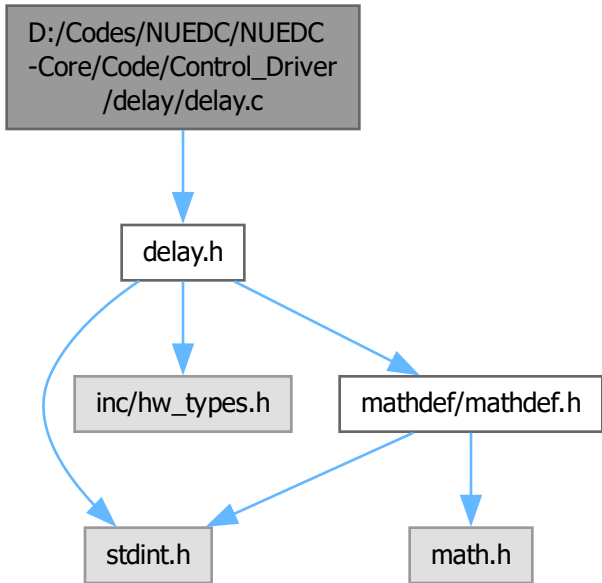 D:/Codes/NUEDC/NUEDC
-Core/Code/Control_Driver
/delay/delay.c
delay.h
inc/hw_types.h
mathdef/mathdef.h
stdint.h
math.h